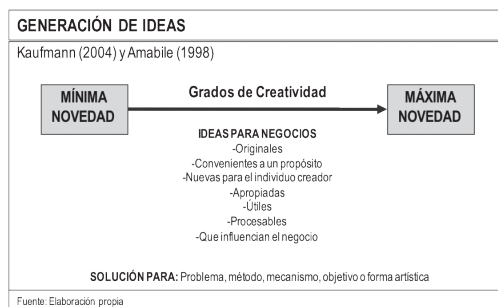 GENERACIÓN DE IDEAS
Kaufmann (2004) y Amabile (1998)
MÍNIMA
NOVEDAD
Grados de Creatividad
MÁXIMA
NOVEDAD
IDEAS PARA NEGOCIOS
-Originales
-Convenientes a un propósito
-Nuevas para el individuo creador
-Apropiadas
-Útiles
-Procesables
-Que influencian el negocio
SOLUCIÓN PARA: Problema, método, mecanismo, objetivo o forma artística
Fuente: Elaboración propia